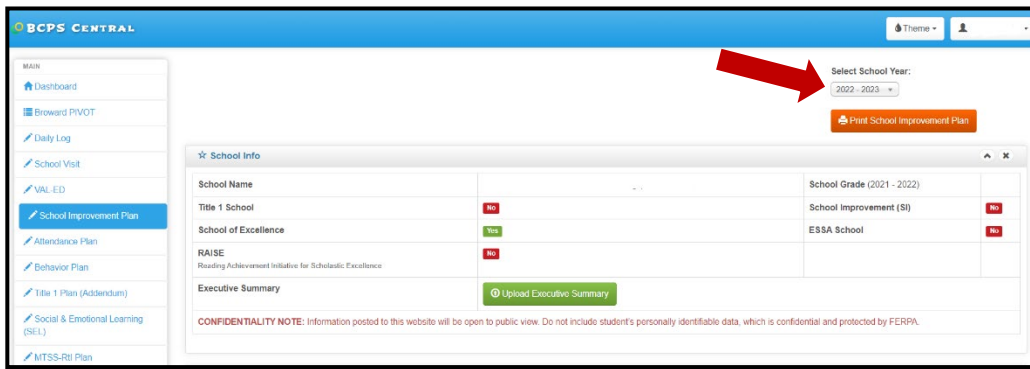 BCPS CENTRAL
Theme
MAIN
Dashboard
Broward PIVOT
Daily Log
School Visit
VAL-ED
School Improvement Plan
Attendance Plan
Behavior Plan
Title 1 Plan (Addendum)
Social & Emotional Learning
(SEL)
MTSS-RtI Plan
Select School Year:
2022 - 2023
Print School Improvement Plan
School Info
School Name School Grade (2021 - 2022)
Title 1 School No School Improvement (SI) No
School of Excellence Yes ESSA School No
RAISE No
Reading Achievement Initiative for Scholastic Excellence
Executive Summary Upload Executive Summary
CONFIDENTIALITY NOTE: Information posted to this website will be open to public view. Do not include student's personally identifiable data, which is confidential and protected by FERPA.